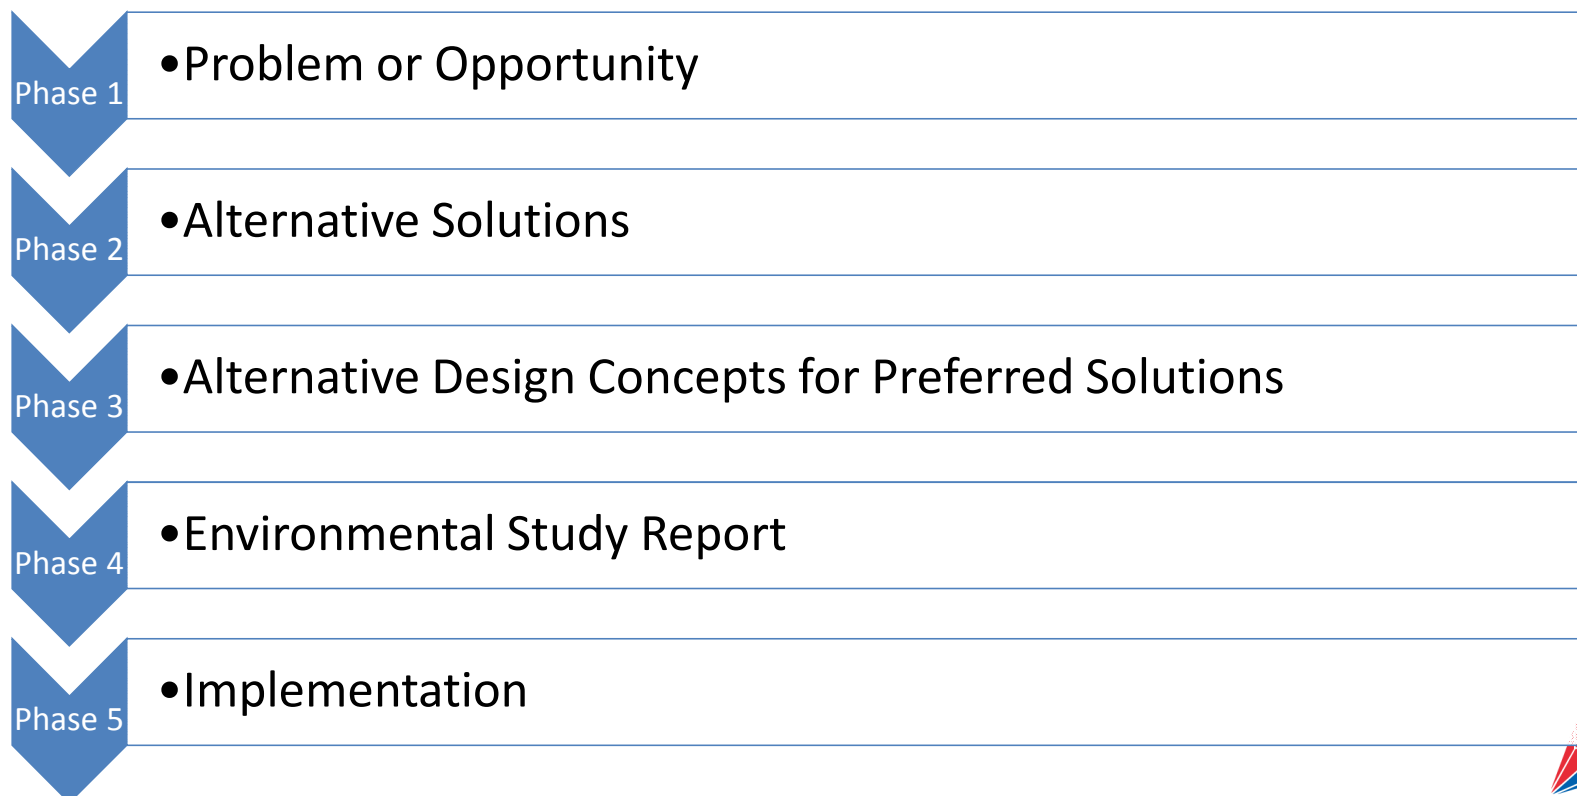 Phase 1
•Problem or Opportunity
Phase 2
•Alternative Solutions
Phase 3
•Alternative Design Concepts for Preferred Solutions
Phase 4
•Environmental Study Report
Phase 5
•Implementation